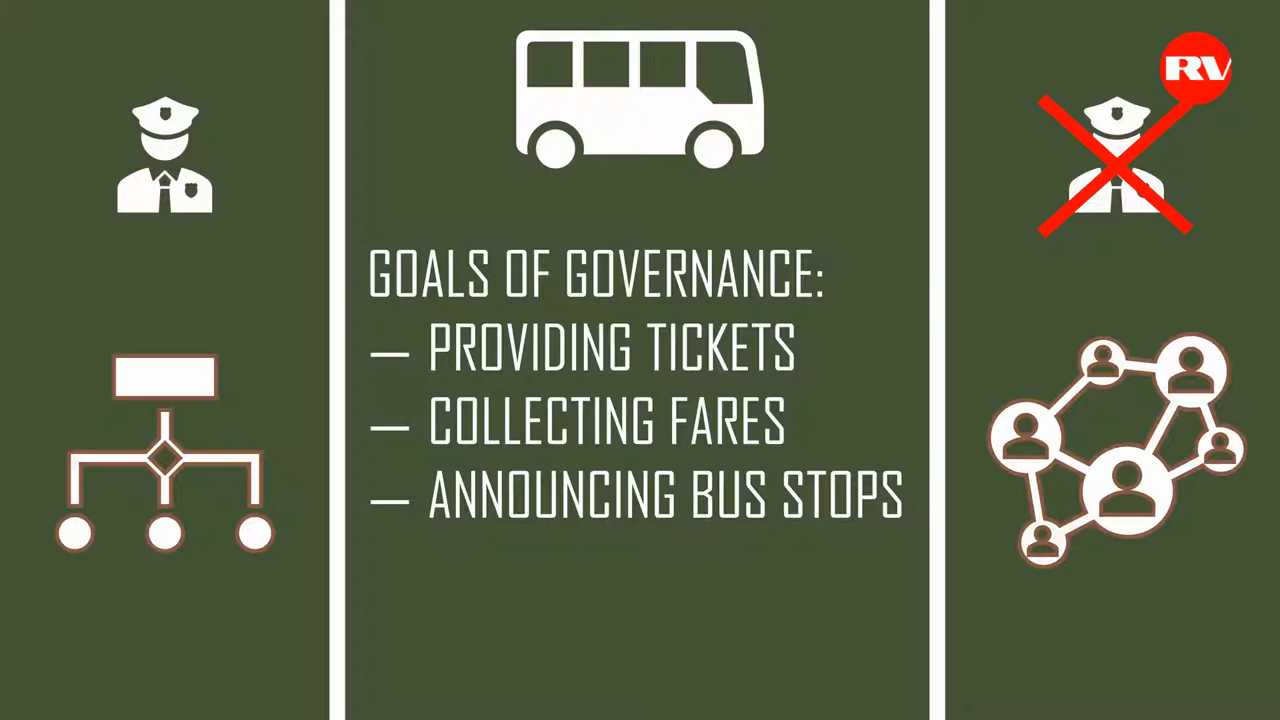 RV
GOALS OF GOVERNANCE:
— PROVIDING TICKETS
— COLLECTING FARES
— ANNOUNCING BUS STOPS